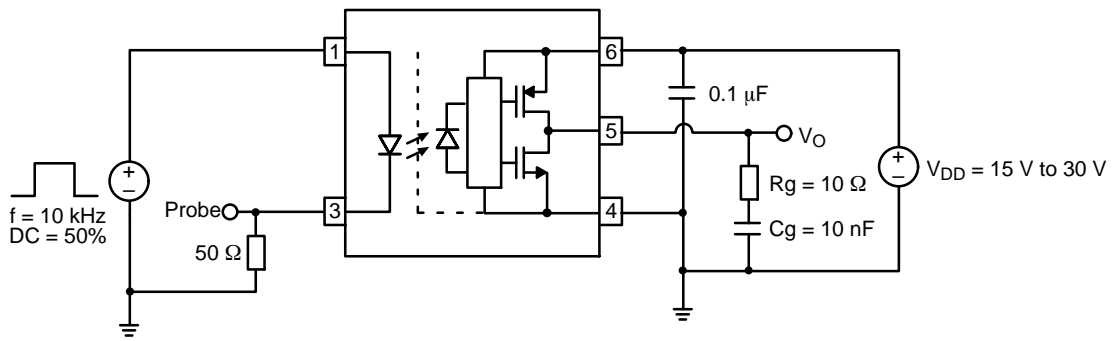 1
6
0.1 μF
5
VO
+
−
+
−
VDD = 15 V to 30 V
Rg = 10 Ω
f = 10 kHz
DC = 50%
Probe
3
4
Cg = 10 nF
50 Ω